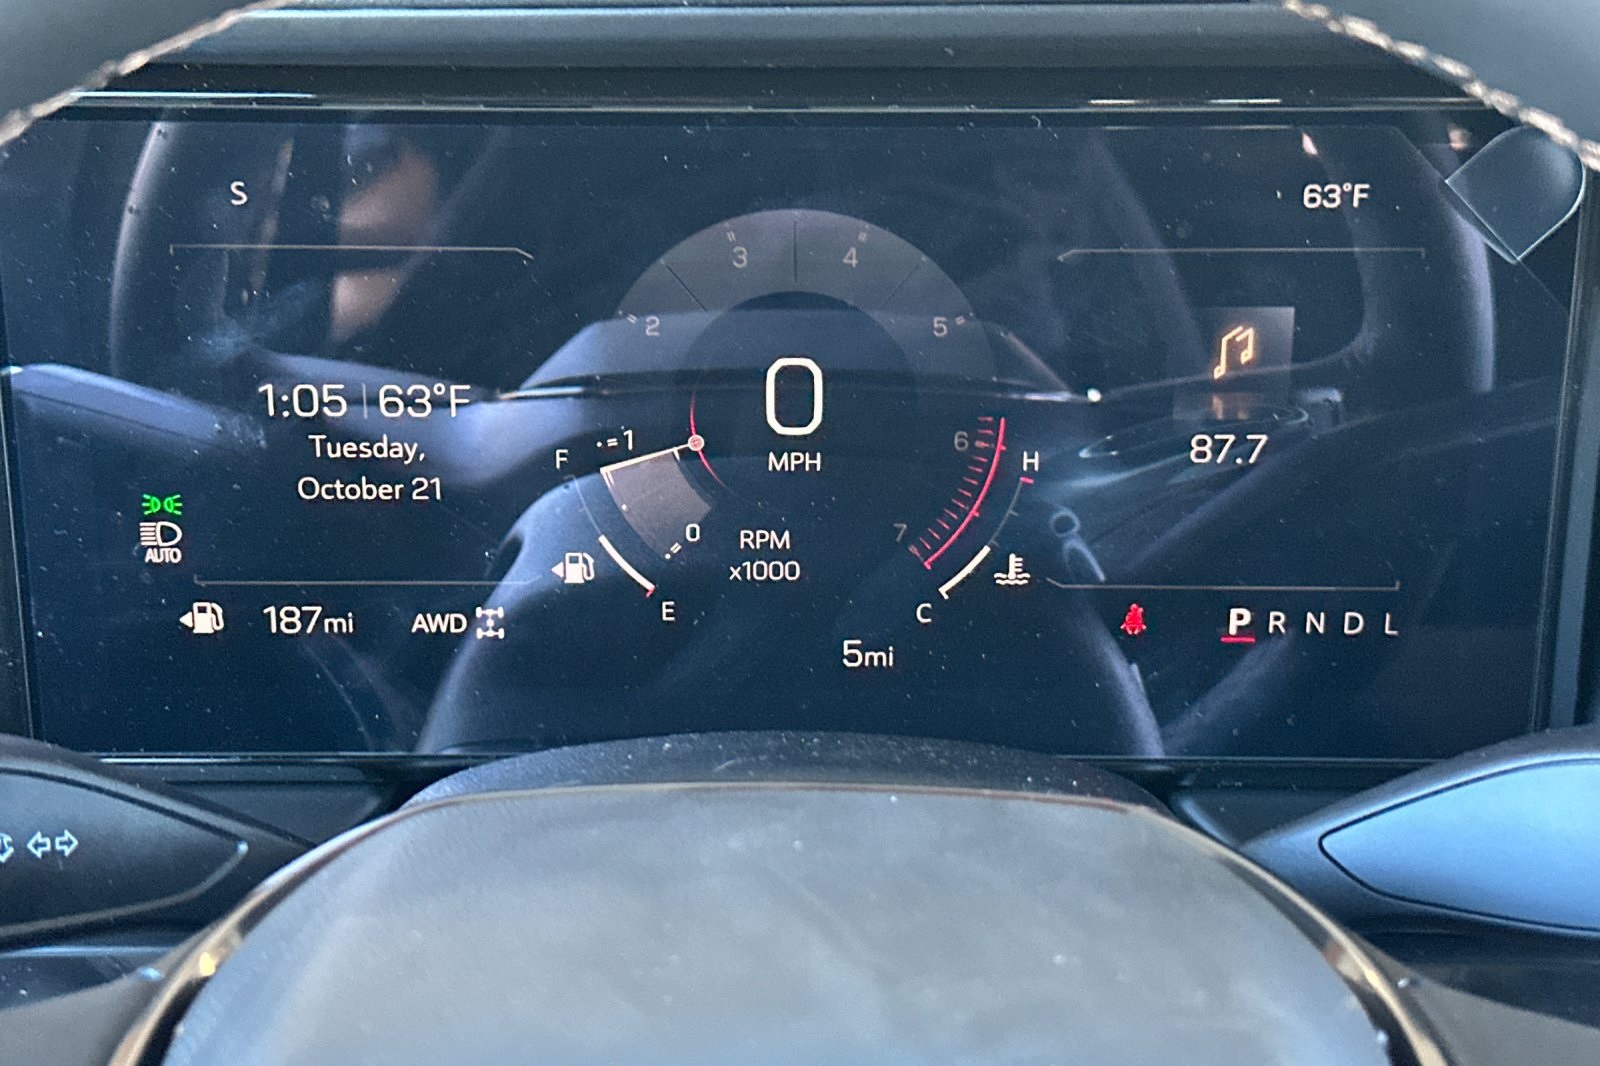 S
63°F
3
4
2
5
0
MPH
1:05 | 63°F
Tuesday,
October 21
87.7
1
6
F
H
0
7
RPM
x1000
AUTO
E
C
187mi
AWD
P R N D L
5mi